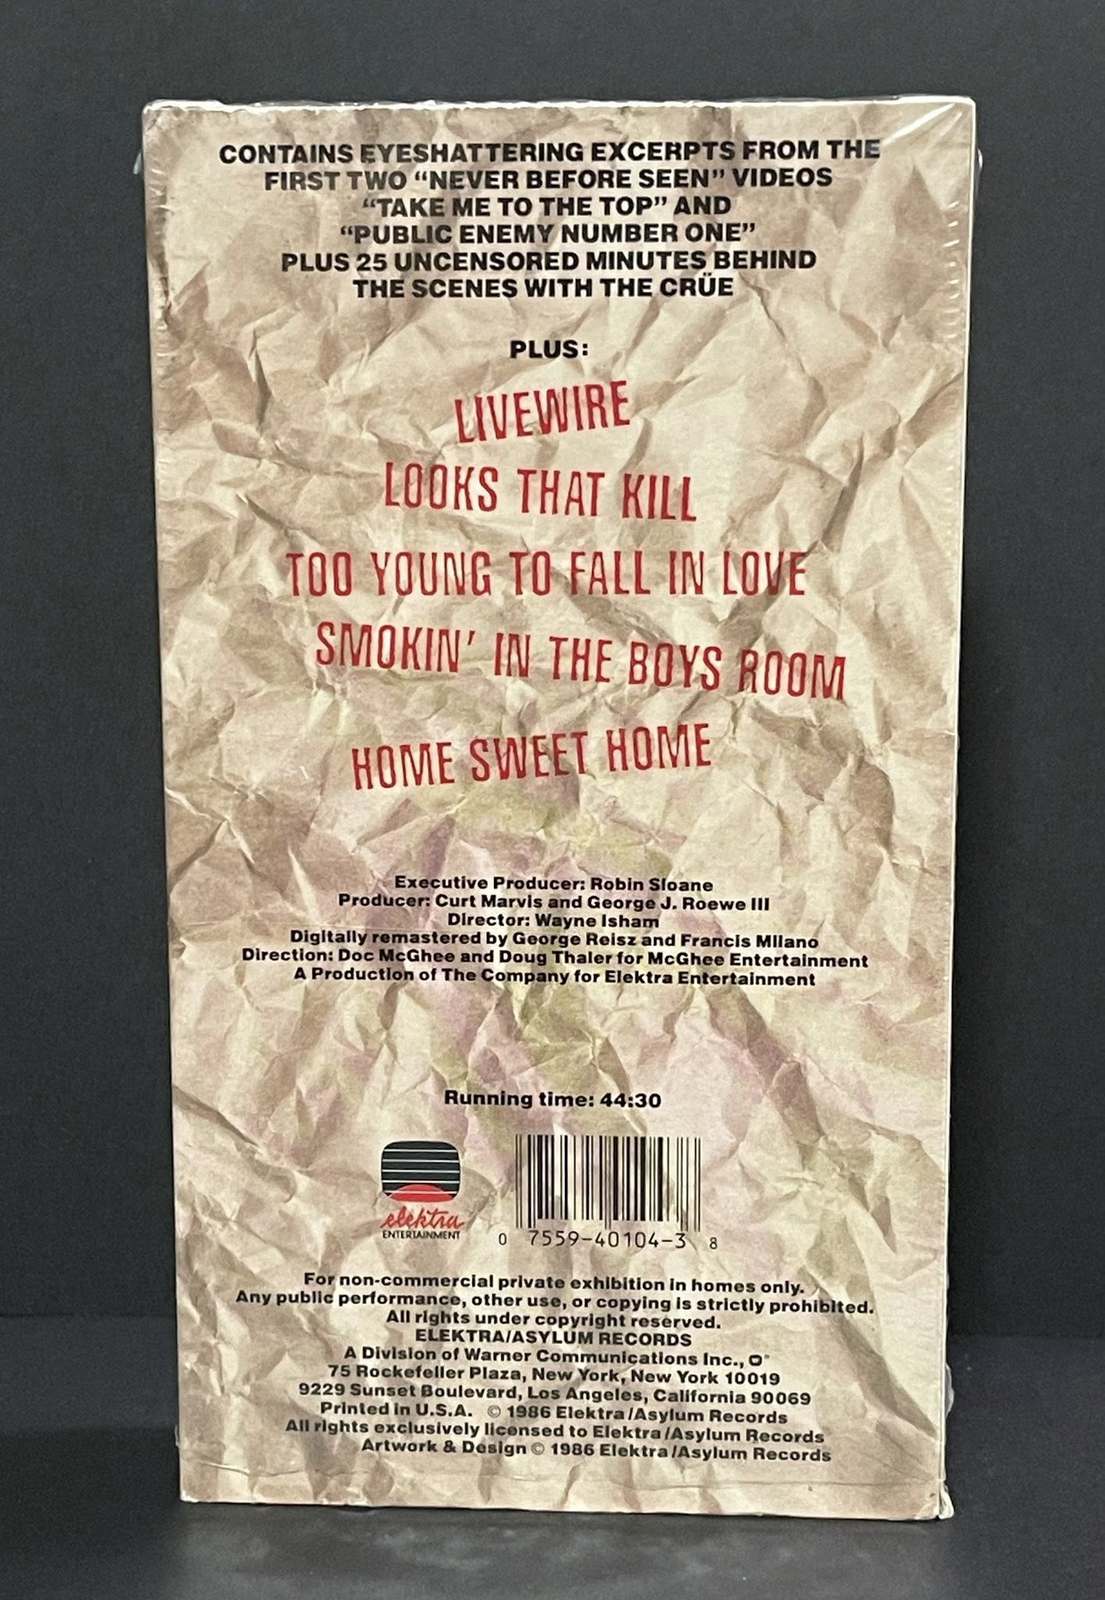 CONTAINS EYESHATTERING EXCERPTS FROM THE
FIRST TWO “NEVER BEFORE SEEN” VIDEOS
“TAKE ME TO THE TOP” AND
“PUBLIC ENEMY NUMBER ONE”
PLUS 25 UNCENSORED MINUTES BEHIND
THE SCENES WITH THE CRÜE
PLUS:
LIVEWIRE
LOOKS THAT KILL
TOO YOUNG TO FALL IN LOVE
SMOKIN’ IN THE BOYS ROOM
HOME SWEET HOME
Executive Producer: Robin Sloane
Producer: Curt Marvis and George J. Roewe III
Director: Wayne Isham
Digitally remastered by George Reisz and Francis Milano
Direction: Doc McGhee and Doug Thaler for McGhee Entertainment
A Production of The Company for Elektra Entertainment
Running time: 44:30
elektra
ENTERTAINMENT
0 7559-40104-3 8
For non-commercial private exhibition in homes only.
Any public performance, other use, or copying is strictly prohibited.
All rights under copyright reserved.
ELEKTRA/ASYLUM RECORDS
A Division of Warner Communications Inc.,
75 Rockefeller Plaza, New York, New York 10019
9229 Sunset Boulevard, Los Angeles, California 90069
Printed in U.S.A. © 1986 Elektra/Asylum Records
All rights exclusively licensed to Elektra/Asylum Records
Artwork & Design © 1986 Elektra/Asylum Records